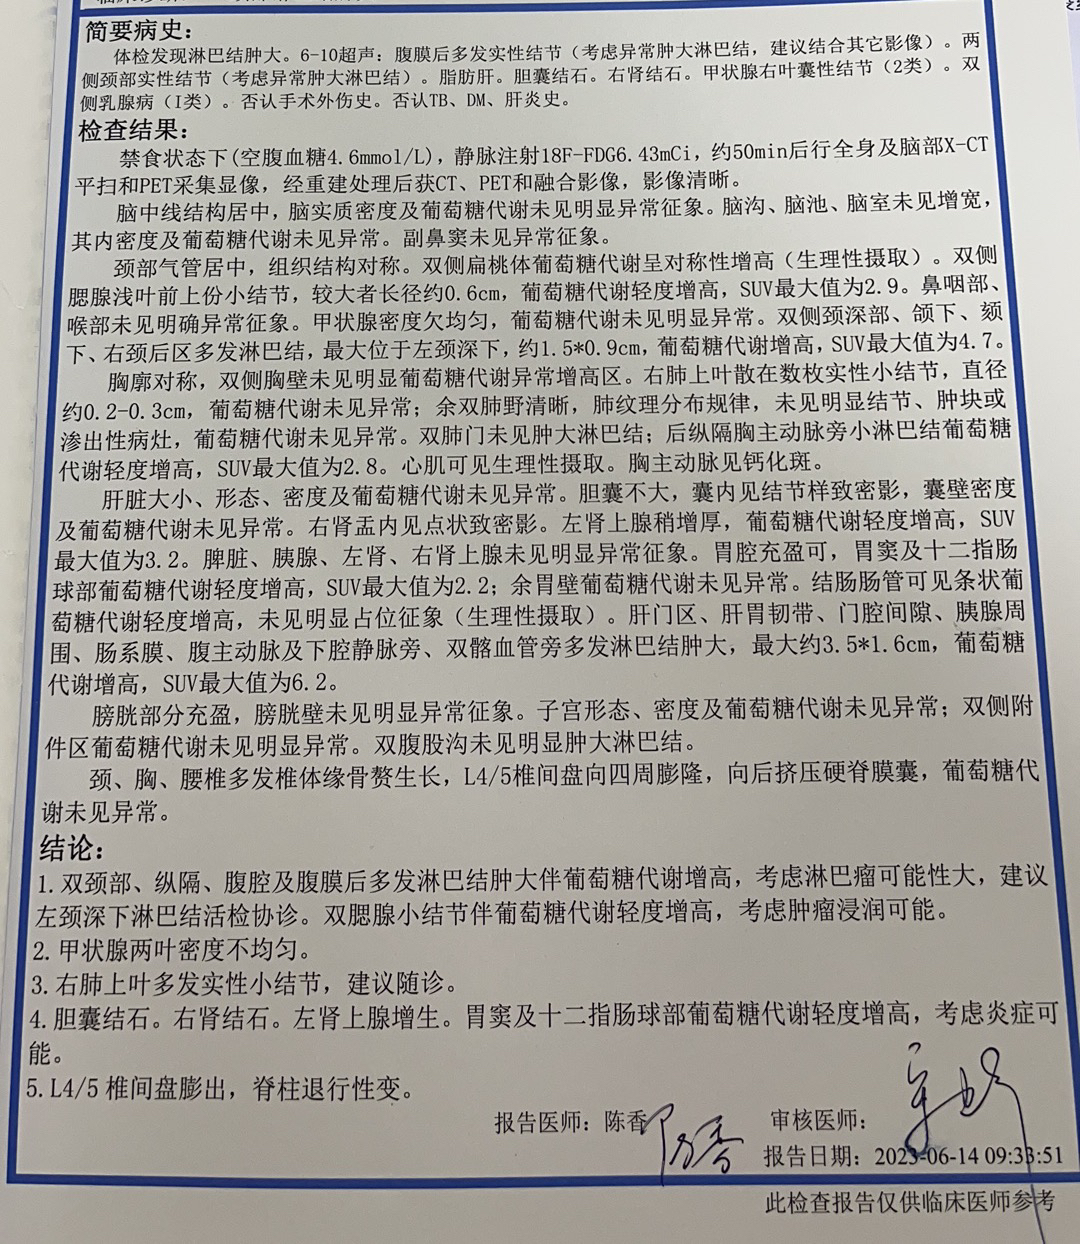 简要病史：
体检发现淋巴结肿大。6-10超声：腹膜后多发实性结节（考虑异常肿大淋巴结，建议结合其它影像）。两
侧颈部实性结节（考虑异常肿大淋巴结）。脂肪肝。胆囊结石。右肾结石。甲状腺右叶囊性结节（2类）。双
侧乳腺病（I类）。否认手术外伤史。否认TB、DM、肝炎史。
检查结果：
禁食状态下(空腹血糖4.6mmol/L)，静脉注射18F-FDG6.43mCi，约50min后行全身及脑部X-CT
平扫和PET采集显像，经重建处理后获CT、PET和融合影像，影像清晰。
脑中线结构居中，脑实质密度及葡萄糖代谢未见明显异常征象。脑沟、脑池、脑室未见增宽，
其内密度及葡萄糖代谢未见异常。副鼻窦未见异常征象。
颈部气管居中，组织结构对称。双侧扁桃体葡萄糖代谢呈对称性增高（生理性摄取）。双侧
腮腺浅叶前上份小结节，较大者长径约0.6cm，葡萄糖代谢轻度增高，SUV最大值为2.9。鼻咽部、
喉部未见明确异常征象。甲状腺密度欠均匀，葡萄糖代谢未见明显异常。双侧颈深部、颌下、颏
下、右颈后区多发淋巴结，最大位于左颈深下，约1.5*0.9cm，葡萄糖代谢增高，SUV最大值为4.7。
胸廓对称，双侧胸壁未见明显葡萄糖代谢异常增高区。右肺上叶散在数枚实性小结节，直径
约0.2-0.3cm，葡萄糖代谢未见异常；余双肺野清晰，肺纹理分布规律，未见明显结节、肿块或
渗出性病灶，葡萄糖代谢未见异常。双肺门未见肿大淋巴结；后纵隔胸主动脉旁小淋巴结葡萄糖
代谢轻度增高，SUV最大值为2.8。心肌可见生理性摄取。胸主动脉见钙化斑。
肝脏大小、形态、密度及葡萄糖代谢未见异常。胆囊不大，囊内见结节样致密影，囊壁密度
及葡萄糖代谢未见异常。右肾盂内见点状致密影。左肾上腺稍增厚，葡萄糖代谢轻度增高，SUV
最大值为3.2。脾脏、胰腺、左肾、右肾上腺未见明显异常征象。胃腔充盈可，胃窦及十二指肠
球部葡萄糖代谢轻度增高，SUV最大值为2.2；余胃壁葡萄糖代谢未见异常。结肠肠管可见条状葡
萄糖代谢轻度增高，未见明显占位征象（生理性摄取）。肝门区、肝胃韧带、门腔间隙、胰腺周
围、肠系膜、腹主动脉及下腔静脉旁、双髂血管旁多发淋巴结肿大，最大约3.5*1.6cm，葡萄糖
代谢增高，SUV最大值为6.2。
膀胱部分充盈，膀胱壁未见明显异常征象。子宫形态、密度及葡萄糖代谢未见异常；双侧附
件区葡萄糖代谢未见明显异常。双腹股沟未见明显肿大淋巴结。
颈、胸、腰椎多发椎体缘骨赘生长，L4/5椎间盘向四周膨隆，向后挤压硬脊膜囊，葡萄糖代
谢未见异常。
结论：
1.双颈部、纵隔、腹腔及腹膜后多发淋巴结肿大伴葡萄糖代谢增高，考虑淋巴瘤可能性大，建议
左颈深下淋巴结活检协诊。双腮腺小结节伴葡萄糖代谢轻度增高，考虑肿瘤浸润可能。
2.甲状腺两叶密度不均匀。
3.右肺上叶多发实性小结节，建议随诊。
4.胆囊结石。右肾结石。左肾上腺增生。胃窦及十二指肠球部葡萄糖代谢轻度增高，考虑炎症可
能。
5.L4/5 椎间盘膨出，脊柱退行性变。
报告医师：陈香 审核医师：
报告日期：2023-06-14 09:33:51
此检查报告仅供临床医师参考